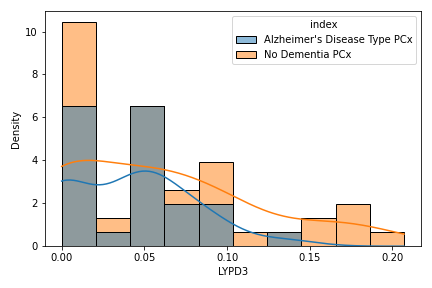 index
Alzheimer's Disease Type PCx
No Dementia PCx
Density
10
8
6
4
2
0
0.00 0.05 0.10 0.15 0.20
LYPD3